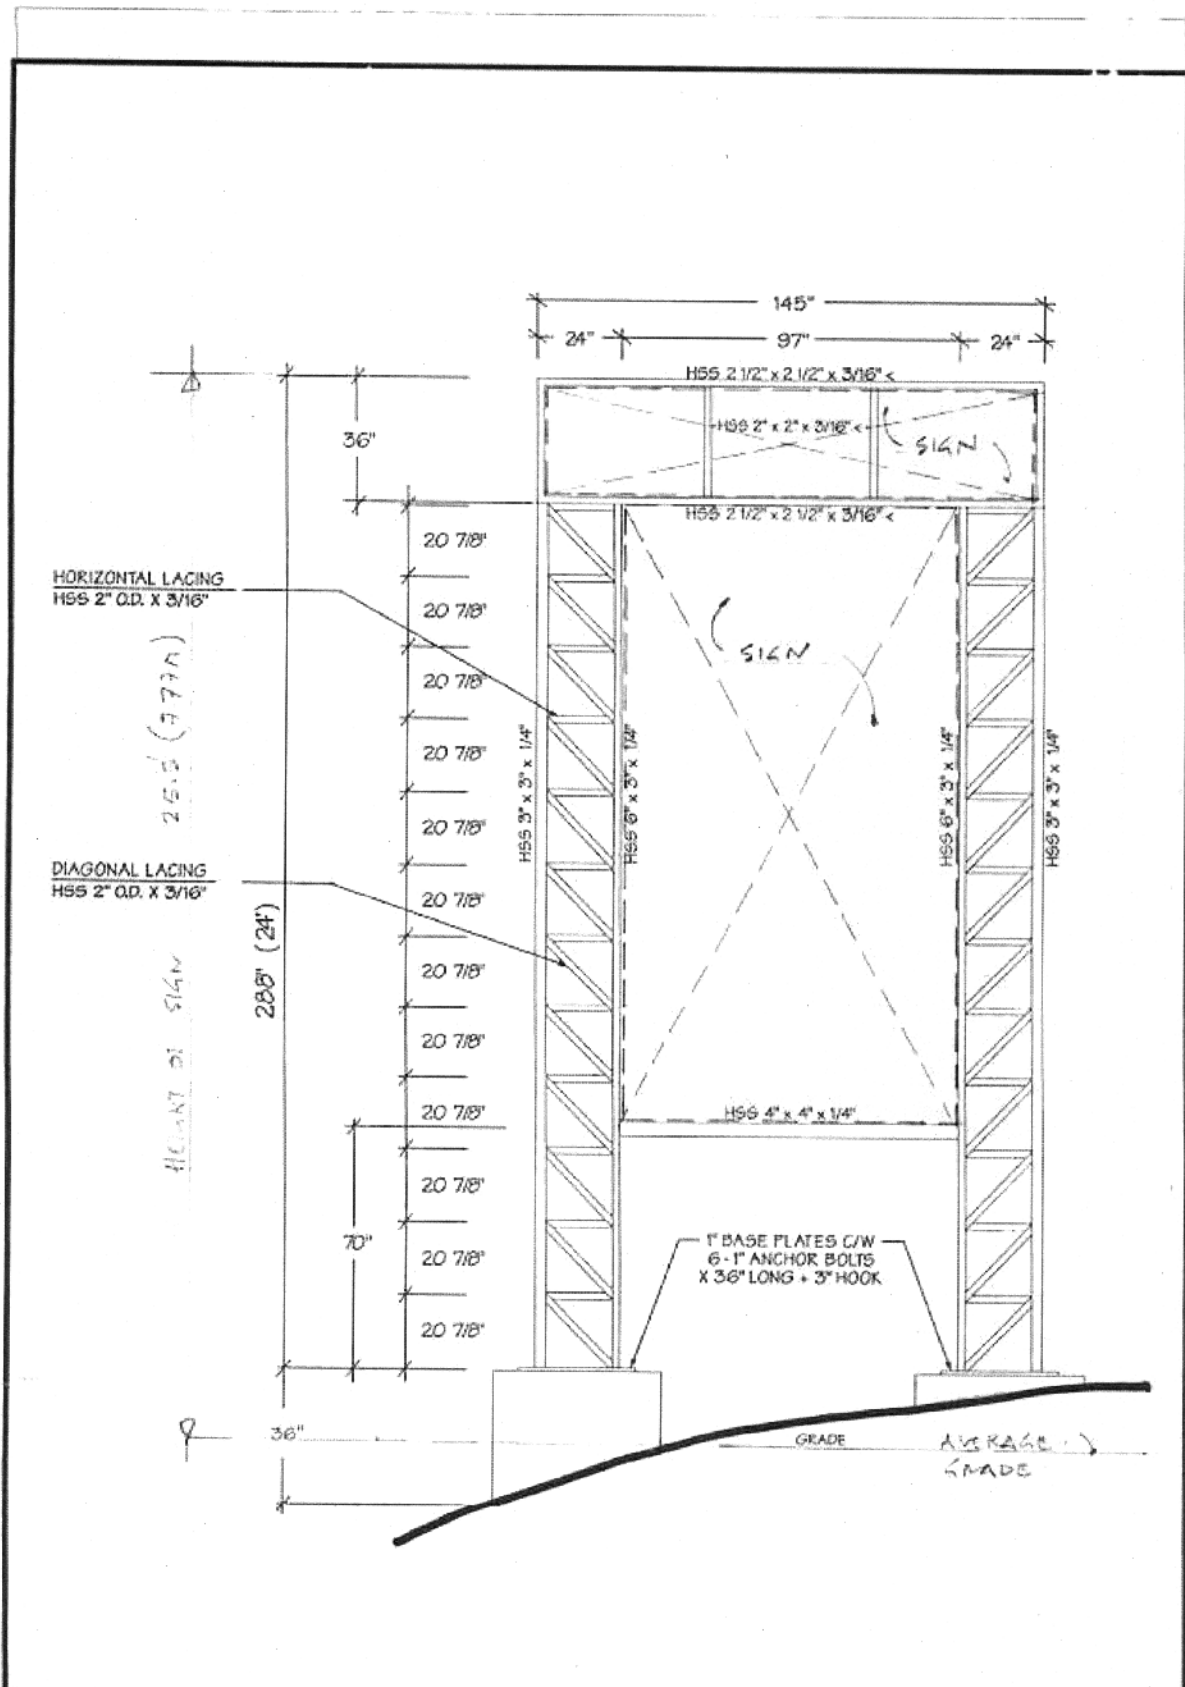 145"
24"
97"
24"
HSS 2 1/2" x 2 1/2" x 3/16" <
36"
HSS 2" x 2" x 3/16" <
SIGN
HSS 2 1/2" x 2 1/2" x 3/16" <
20 7/8"
HORIZONTAL LACING
HSS 2" O.D. X 3/16"
20 7/8"
SIGN
20 7/8"
20 7/8"
HSS 3" x 3" x 1/4"
HSS 6" x 3" x 1/4"
HSS 6" x 3" x 1/4"
HSS 3" x 3" x 1/4"
20 7/8"
DIAGONAL LACING
HSS 2" O.D. X 3/16"
20 7/8"
288" (24')
HEIGHT OF SIGN
20 7/8"
20 7/8"
20 7/8"
HSS 4" x 4" x 1/4"
20 7/8"
70"
1" BASE PLATES C/W
6-1" ANCHOR BOLTS
X 36" LONG + 3" HOOK
20 7/8"
20 7/8"
36"
GRADE
AVERAGE
GRADE